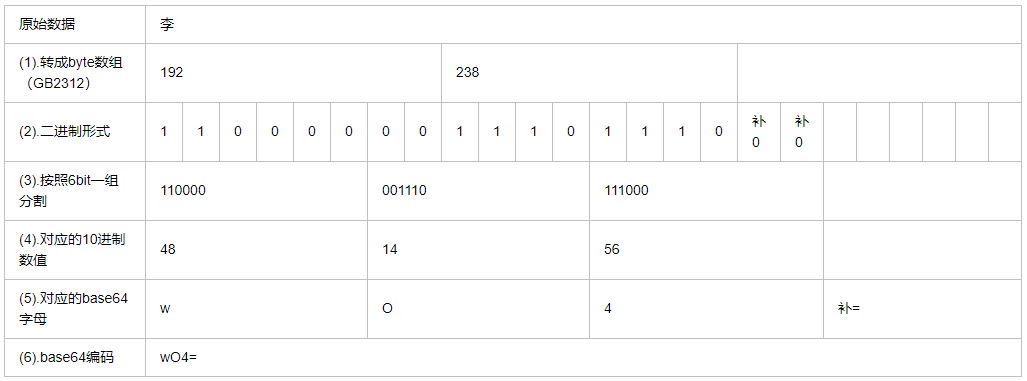 原始数据 李
(1).转成byte数组
（GB2312） 192 238
(2).二进制形式 1 1 0 0 0 0 0 0 1 1 1 0 1 1 1 0 补0 补0
(3).按照6bit一组
分割 110000 001110 111000
(4).对应的10进制
数值 48 14 56
(5).对应的base64
字母 w O 4 补=
(6).base64编码 wO4=